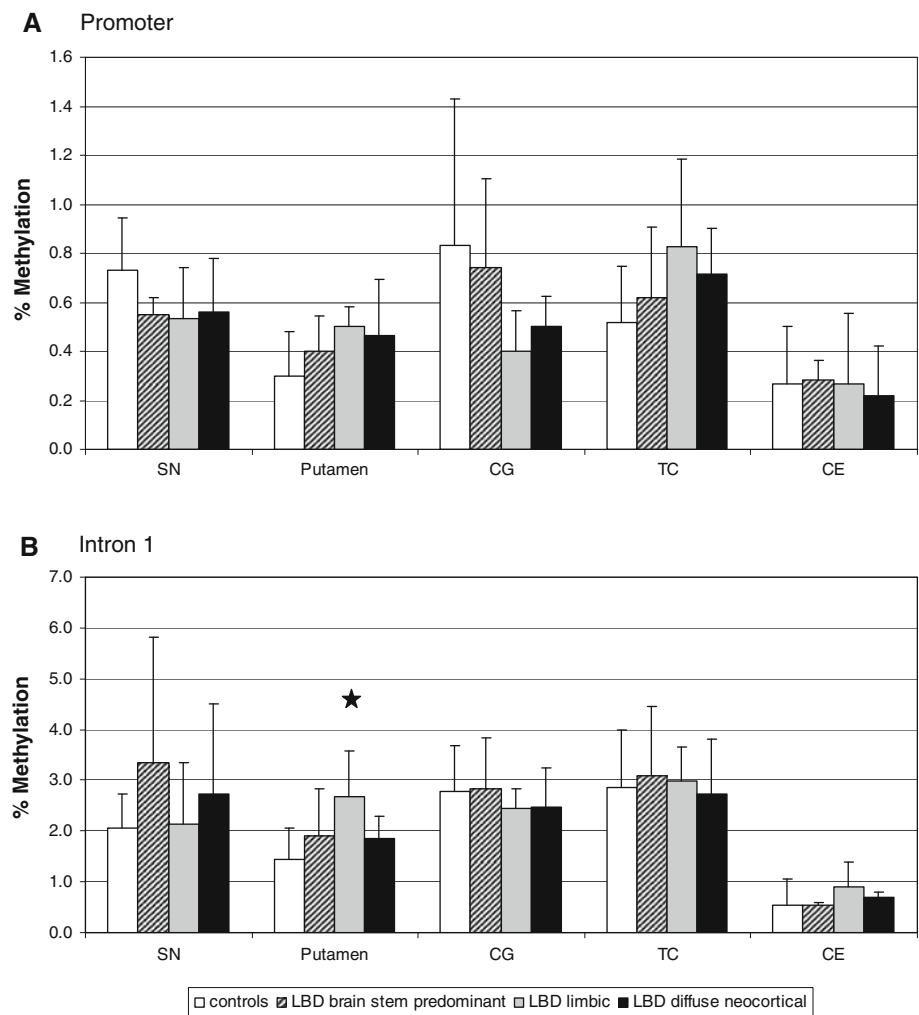 A Promoter
1.6
1.4
1.2
1.0
0.8
0.6
0.4
0.2
0.0
% Methylation
SN Putamen CG TC CE
B Intron 1
7.0
6.0
5.0
4.0
3.0
2.0
1.0
0.0
% Methylation
SN Putamen CG TC CE
controls LBD brain stem predominant LBD limbic LBD diffuse neocortical